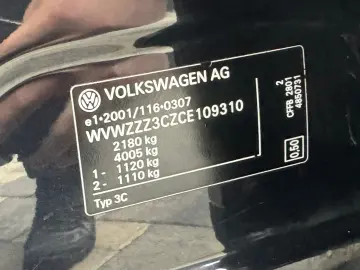 VOLKSWAGEN AG
e1*2001/116*0307
WVWZZZ3CZCE109310
2180 kg
4005 kg
1 - 1120 kg
2 - 1110 kg
Typ 3C
2
CFFB 2801
4850731
0,50